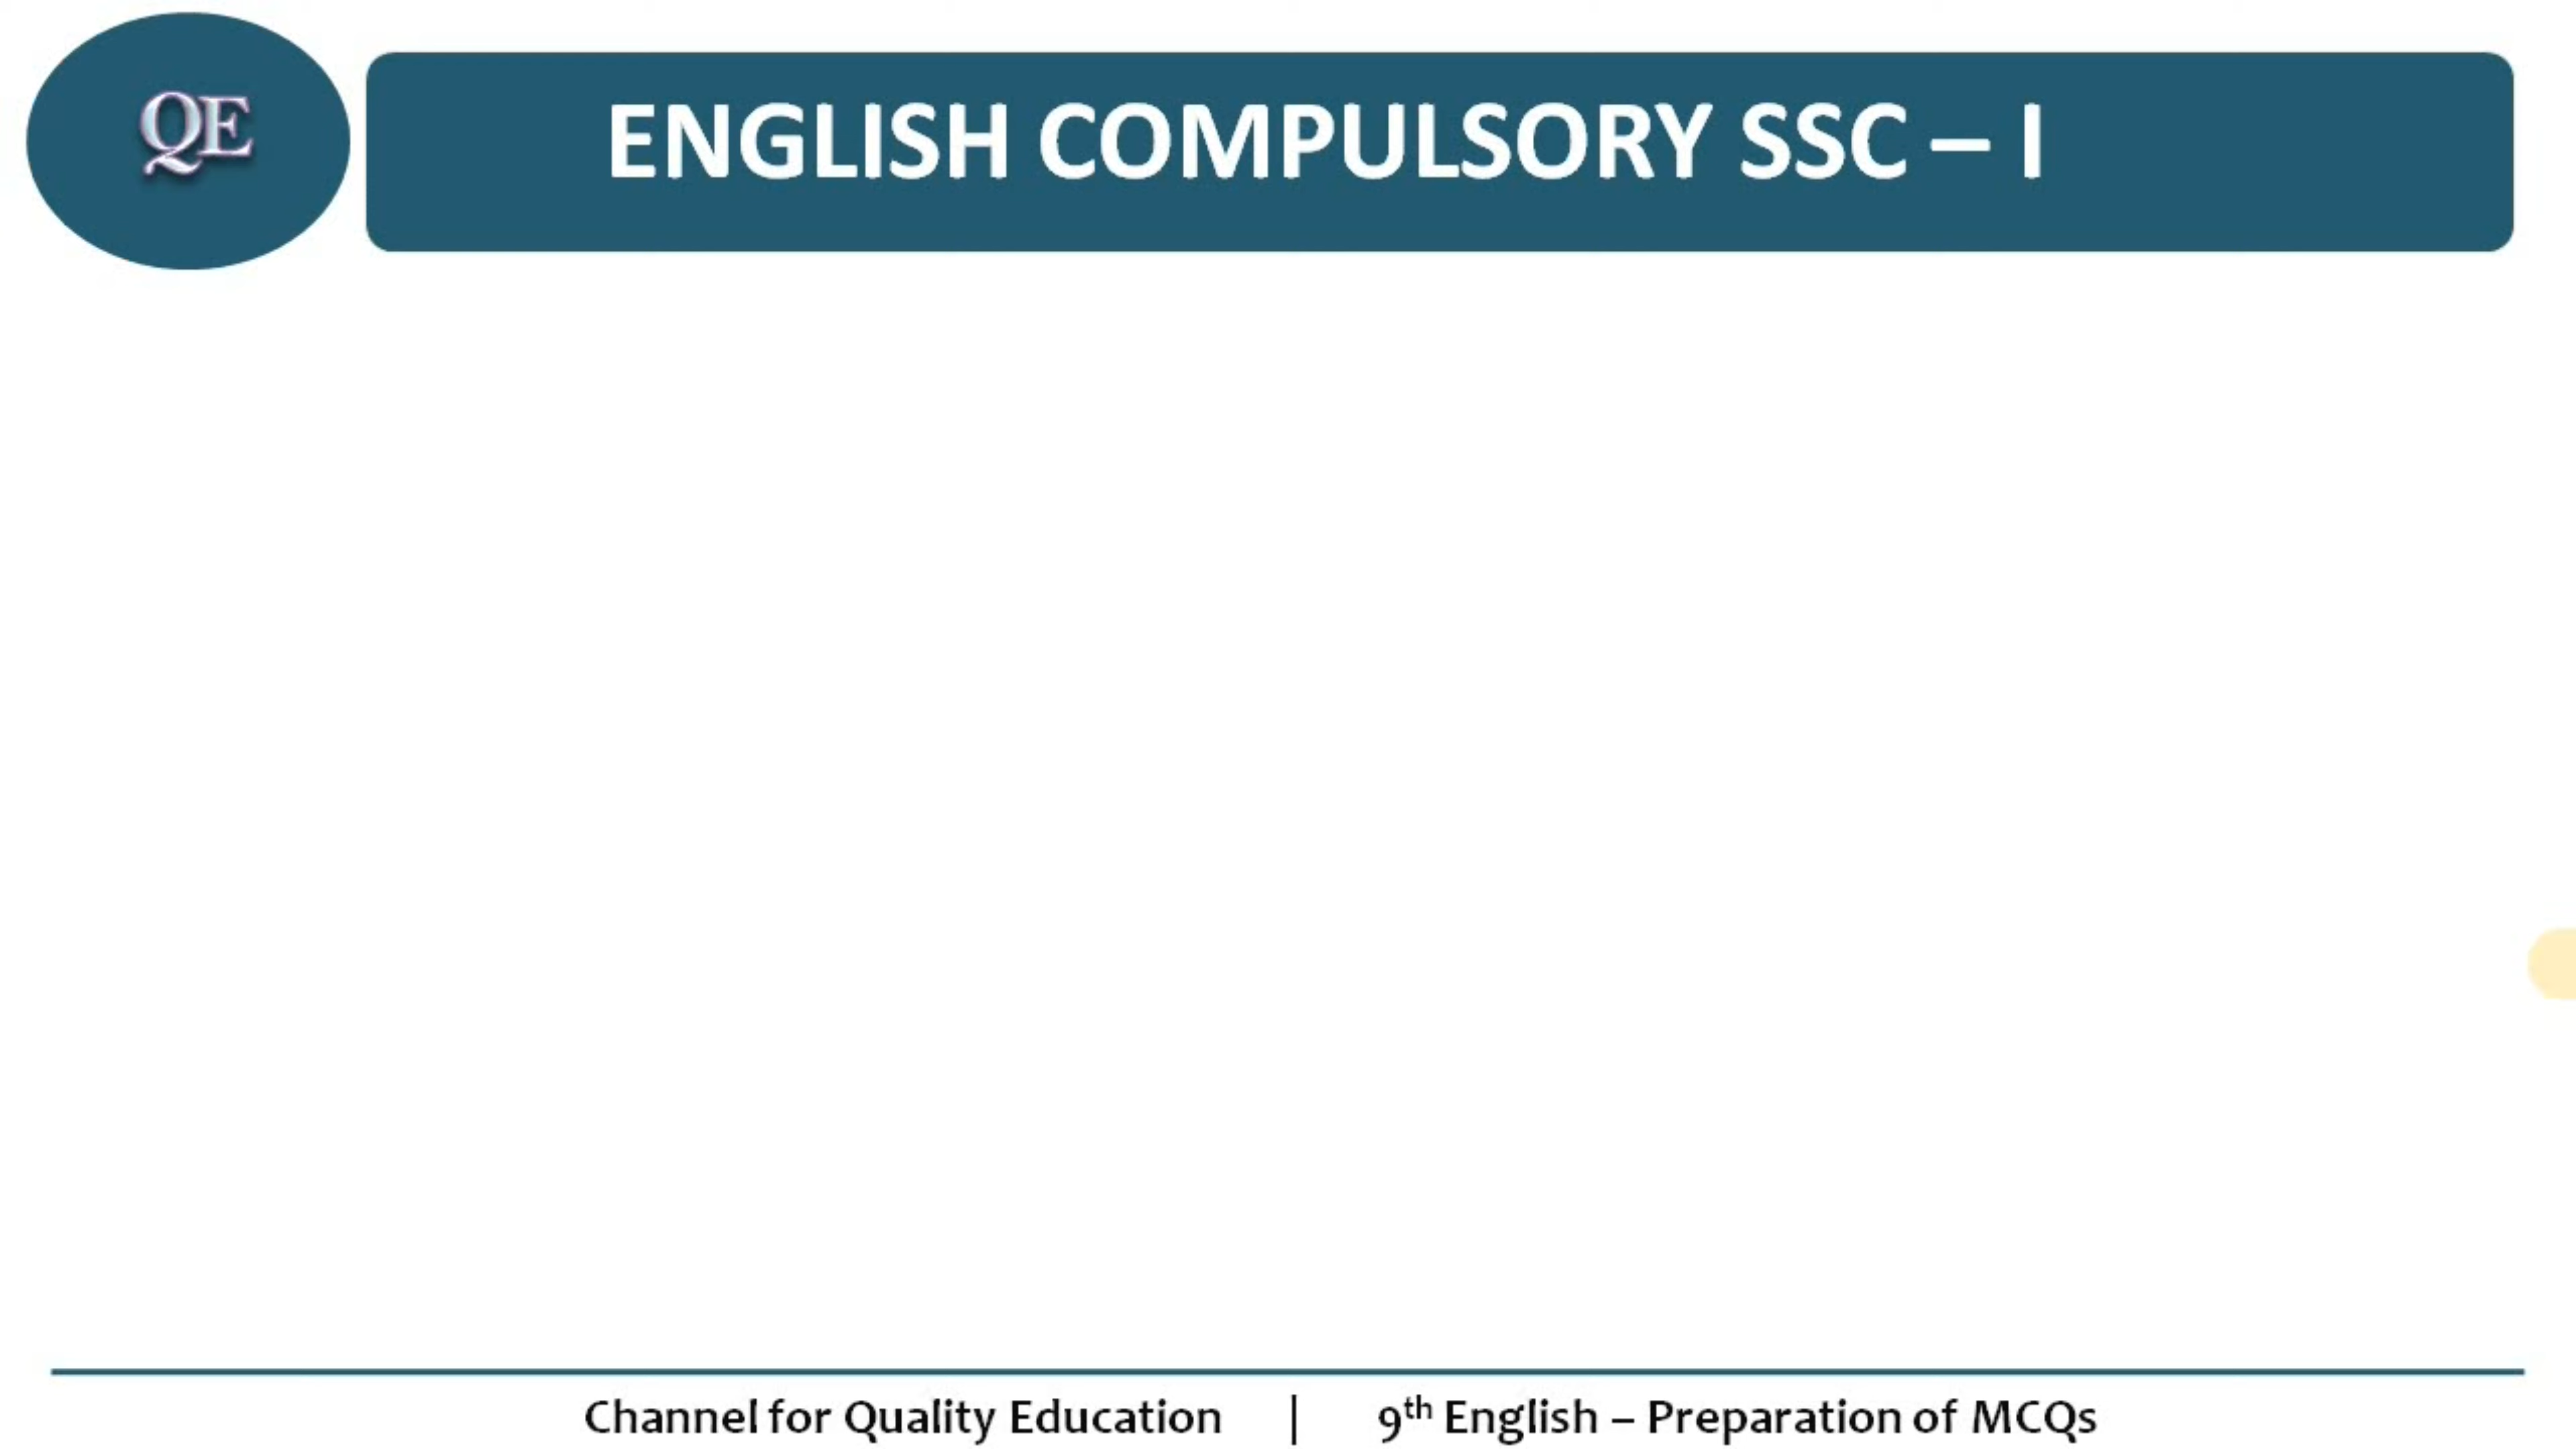 QE
ENGLISH COMPULSORY SSC – I
Channel for Quality Education | 9th English – Preparation of MCQs